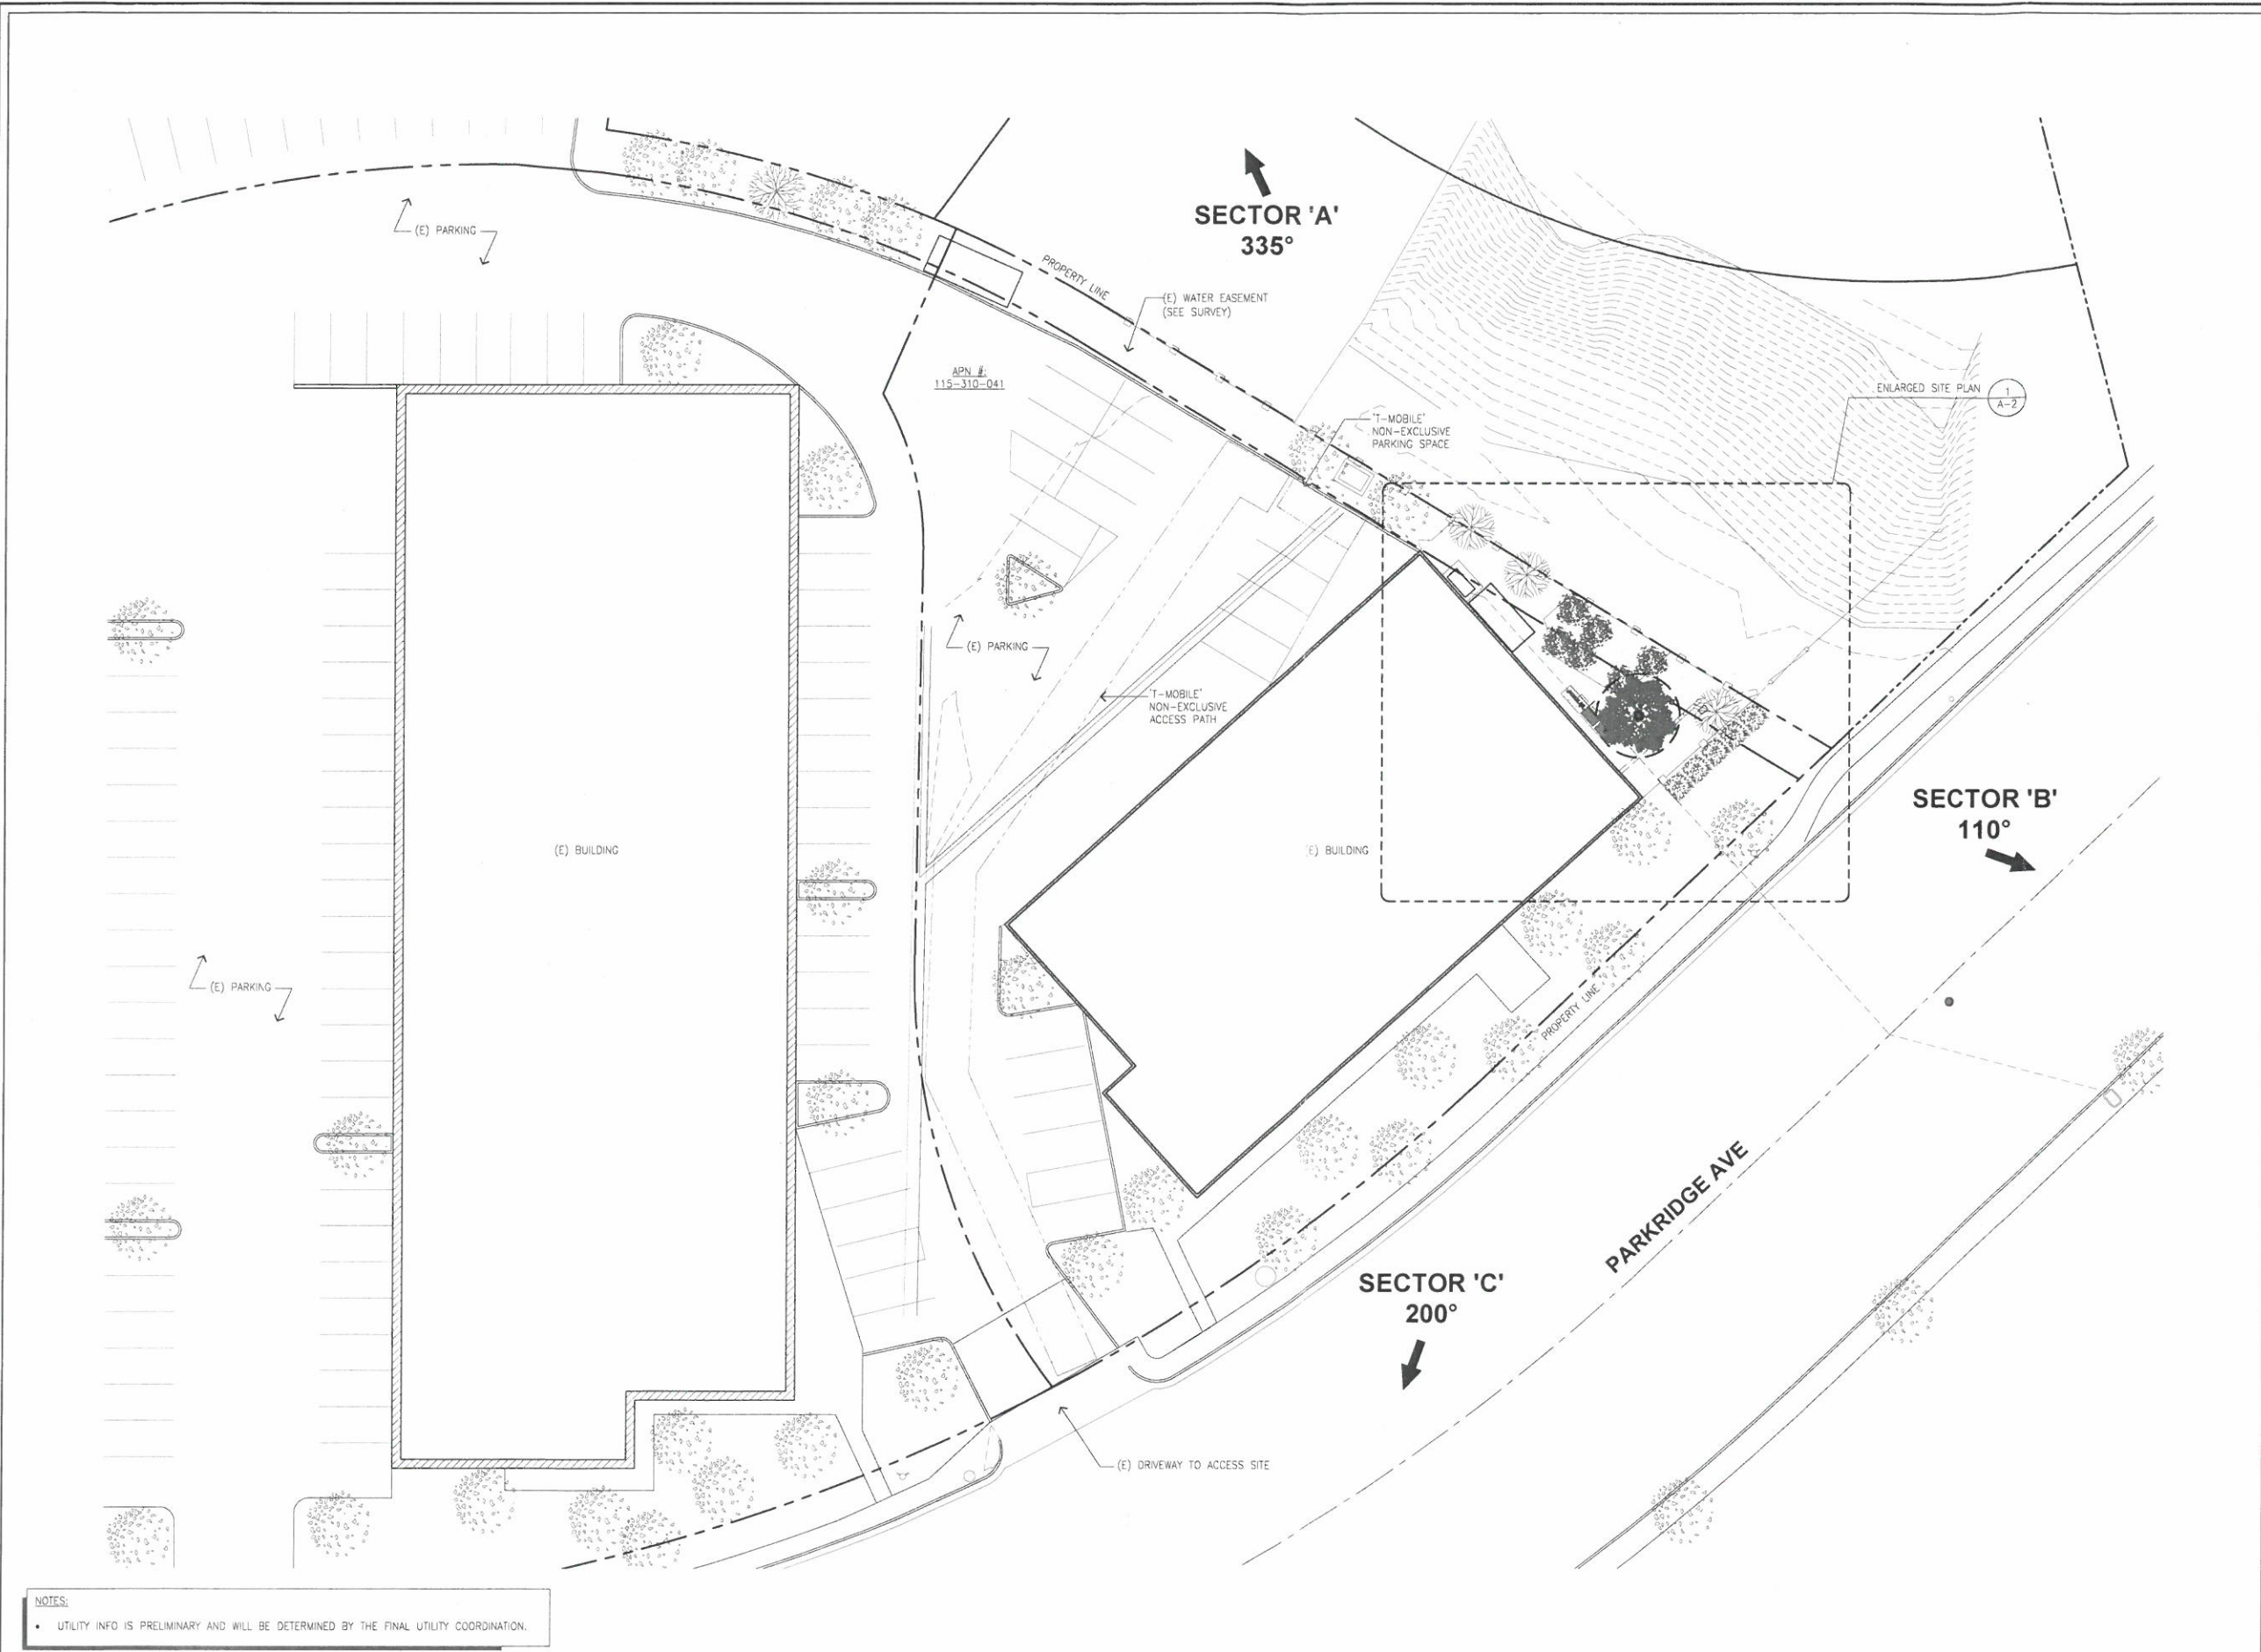 SECTOR 'A'
335°
(E) PARKING
PROPERTY LINE
(E) WATER EASEMENT
(SEE SURVEY)
APN #:
115-310-041
ENLARGED SITE PLAN
1
A-2
'T-MOBILE'
NON-EXCLUSIVE
PARKING SPACE
(E) PARKING
'T-MOBILE'
NON-EXCLUSIVE
ACCESS PATH
SECTOR 'B'
110°
(E) BUILDING
(E) BUILDING
(E) PARKING
PROPERTY LINE
PARKRIDGE AVE
SECTOR 'C'
200°
(E) DRIVEWAY TO ACCESS SITE
NOTES:
• UTILITY INFO IS PRELIMINARY AND WILL BE DETERMINED BY THE FINAL UTILITY COORDINATION.